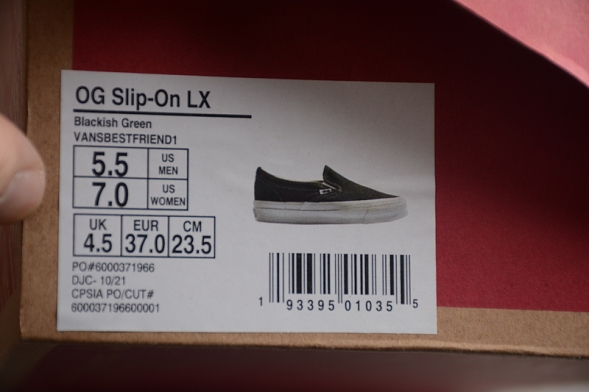 OG Slip-On LX
Blackish Green
VANSBESTFRIEND1
5.5 US MEN
7.0 US WOMEN
UK EUR CM
4.5 37.0 23.5
PO#6000371966
DJC- 10/21
CPSIA PO/CUT#
600037196600001
1 93395 01035 5